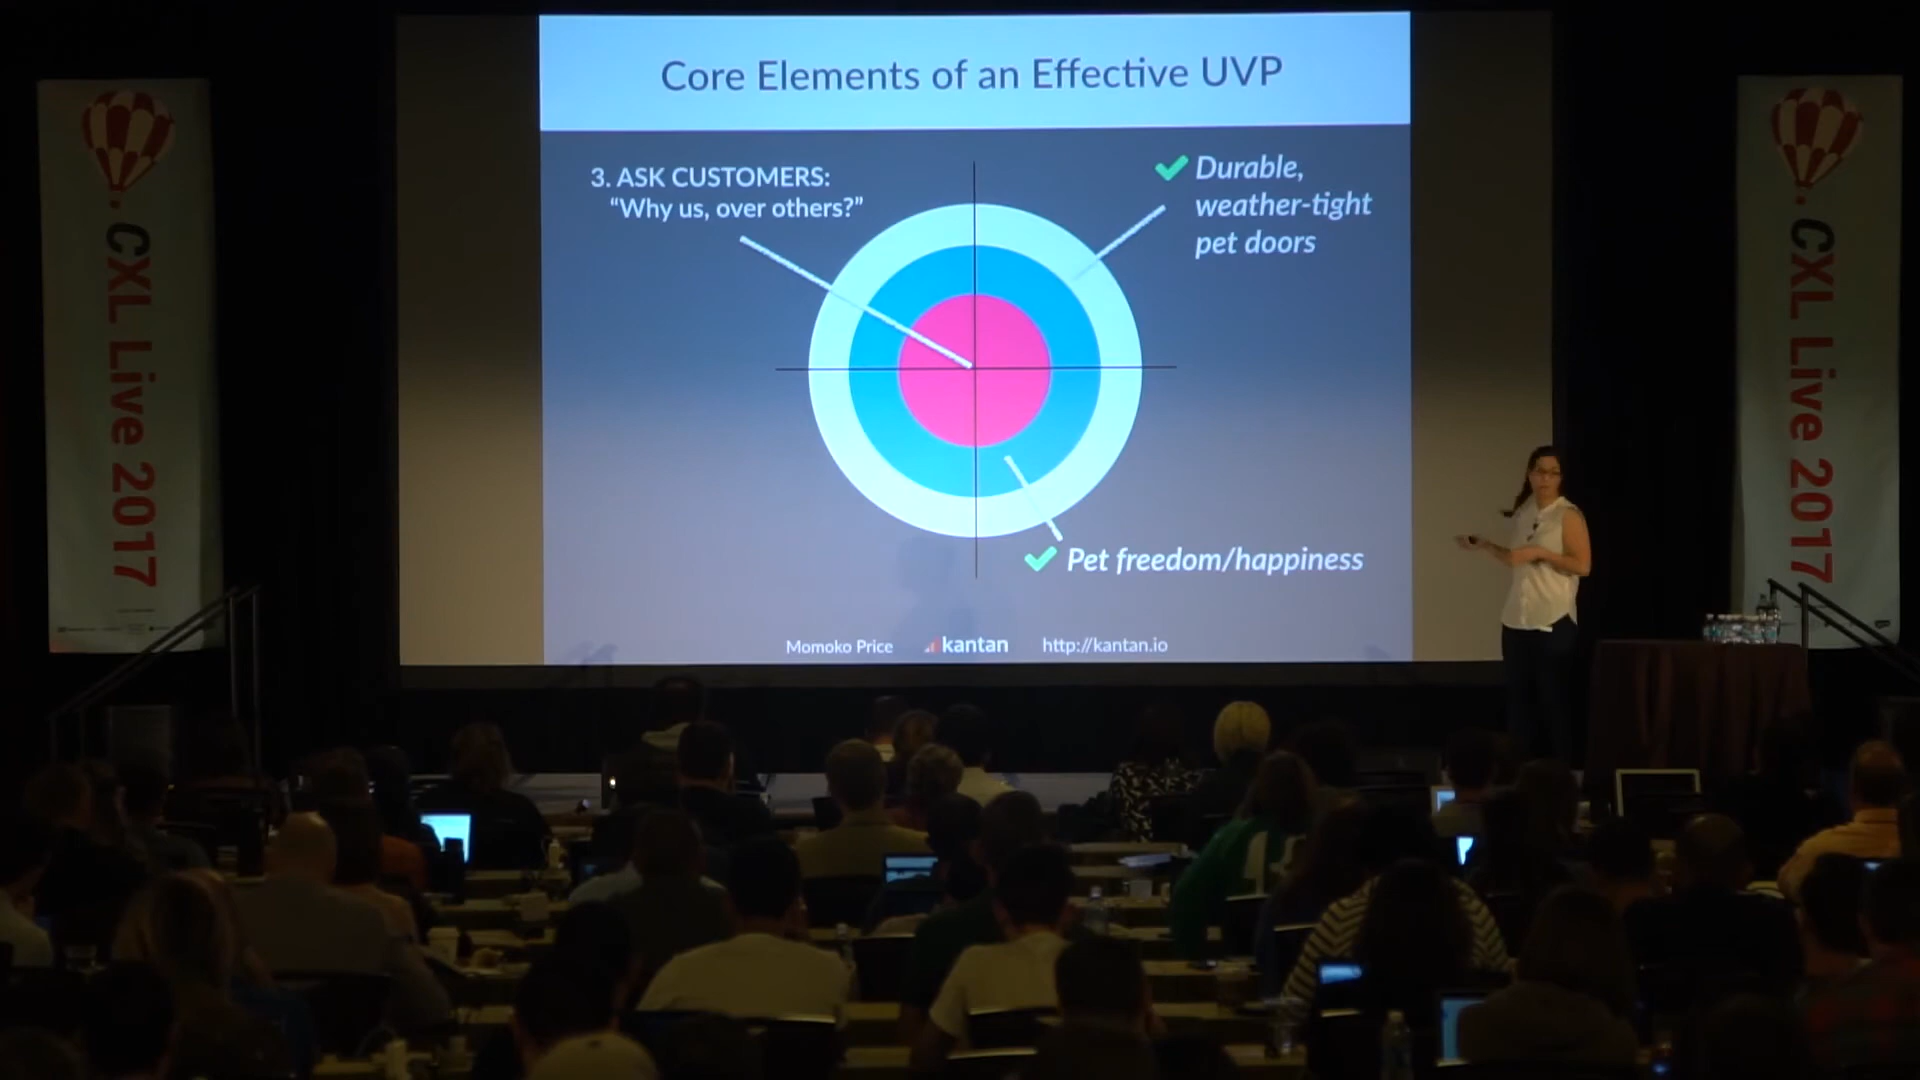 Core Elements of an Effective UVP
3. ASK CUSTOMERS:
“Why us, over others?”
Durable,
weather-tight
pet doors
Pet freedom/happiness
Momoko Price
kantan
http://kantan.io
CXL Live 2017
CXL Live 2017